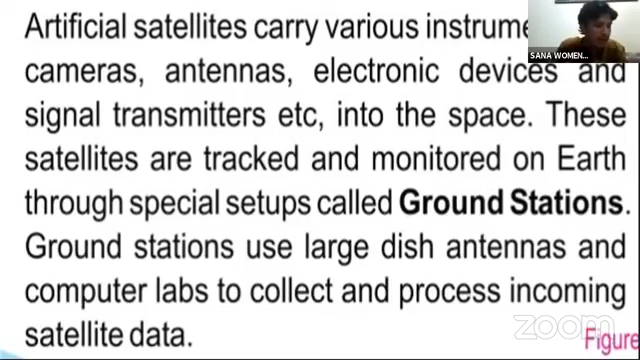 Artificial satellites carry various
cameras, antennas, electronic devices and
signal transmitters etc, into the space. These
satellites are tracked and monitored on Earth
through special setups called Ground Stations.
Ground stations use large dish antennas and
computer labs to collect and process incoming
satellite data.
SANA WOMEN...
zoom
Figure